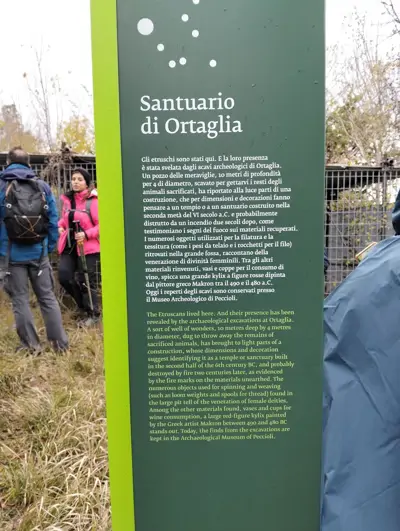 Santuario
di Ortaglia
Gli etruschi sono stati qui. E la loro presenza
è stata svelata dagli scavi archeologici di Ortaglia.
Un pozzo delle meraviglie, 10 metri di profondità
per 4 di diametro, scavato per gettarvi i resti degli
animali sacrificati, ha riportato alla luce parti di una
costruzione, che per dimensioni e decorazioni fanno
pensare a un tempio o a un santuario costruito nella
seconda metà del VI secolo a.C. e probabilmente
distrutto da un incendio due secoli dopo, come
testimoniano i segni del fuoco sui materiali recuperati.
I numerosi oggetti utilizzati per la filatura e la
tessitura (come i pesi da telaio e i rocchetti per il filo)
ritrovati nella grande fossa, raccontano della
venerazione di divinità femminili. Tra gli altri
materiali rinvenuti, vasi e coppe per il consumo di
vino, spicca una grande kylix a figure rosse dipinta
dal pittore greco Makron tra il 490 e il 480 a.C.
Oggi i reperti degli scavi sono conservati presso
il Museo Archeologico di Peccioli.
The Etruscans lived here. And their presence has been
revealed by the archaeological excavations at Ortaglia.
A sort of well of wonders, 10 metres deep by 4 metres
in diameter, dug to throw away the remains of
sacrificed animals, has brought to light parts of a
construction, whose dimensions and decoration
suggest identifying it as a temple or sanctuary built
in the second half of the 6th century BC, and probably
destroyed by fire two centuries later, as evidenced
by the fire marks on the materials unearthed. The
numerous objects used for spinning and weaving
(such as loom weights and spools for thread) found in
the large pit tell of the veneration of female deities.
Among the other materials found, vases and cups for
wine consumption, a large red-figure kylix painted
by the Greek artist Makron between 490 and 480 BC
stands out. Today, the finds from the excavations are
kept in the Archaeological Museum of Peccioli.